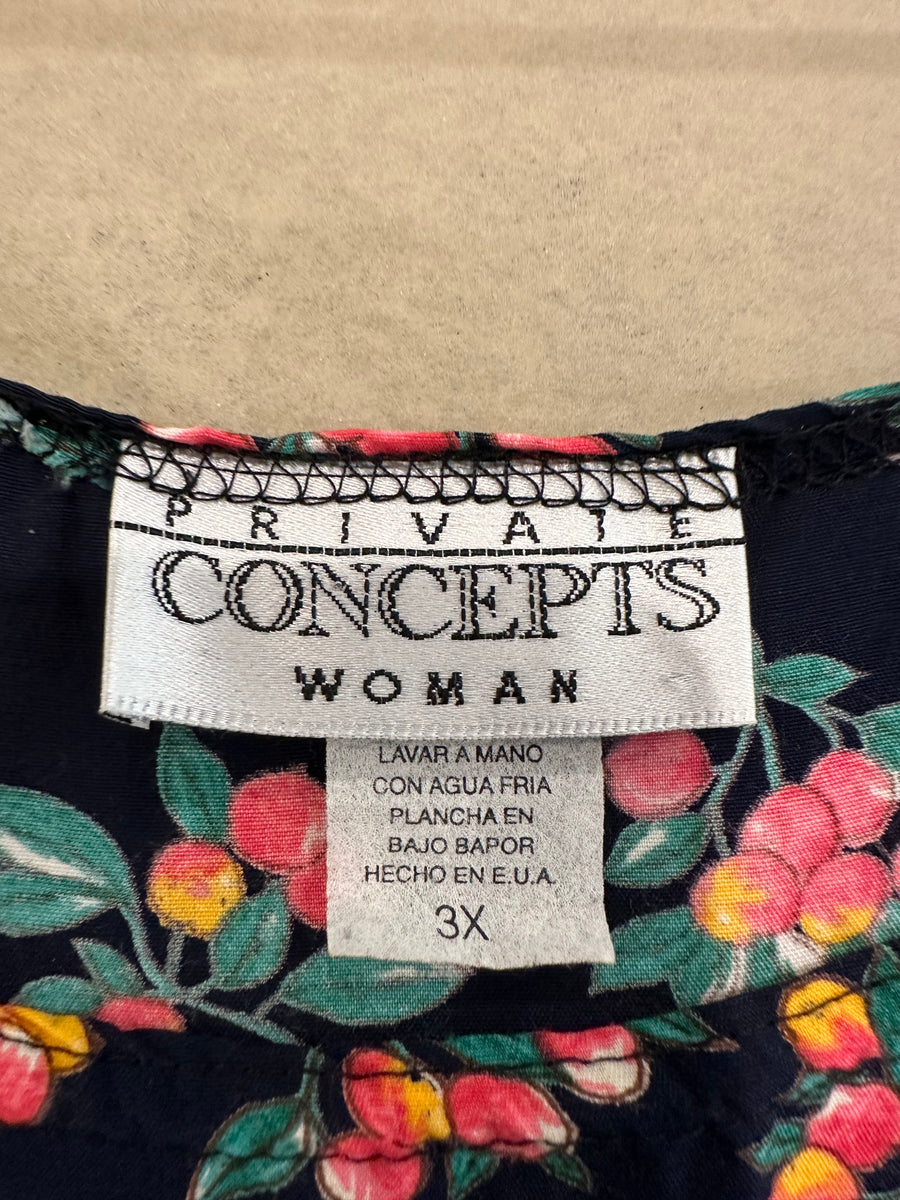 PRIVATE
CONCEPTS
WOMAN
LAVAR A MANO
CON AGUA FRIA
PLANCHA EN
BAJO BAPOR
HECHO EN E.U.A.
3X